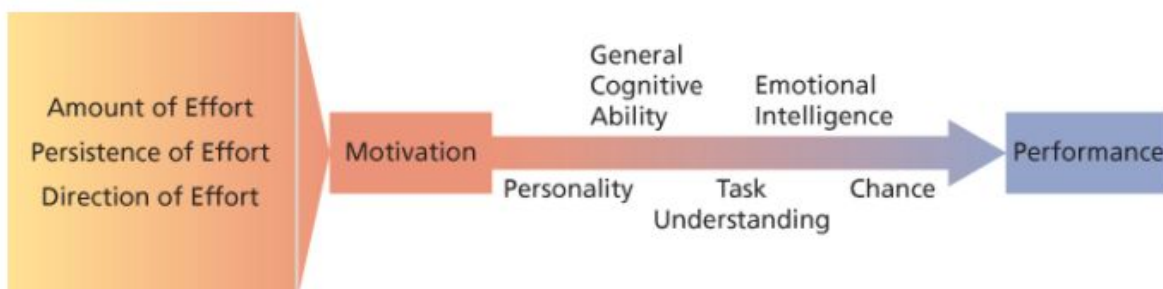 Amount of Effort
Persistence of Effort
Direction of Effort
Motivation
General
Cognitive
Ability
Emotional
Intelligence
Personality
Task
Understanding
Chance
Performance